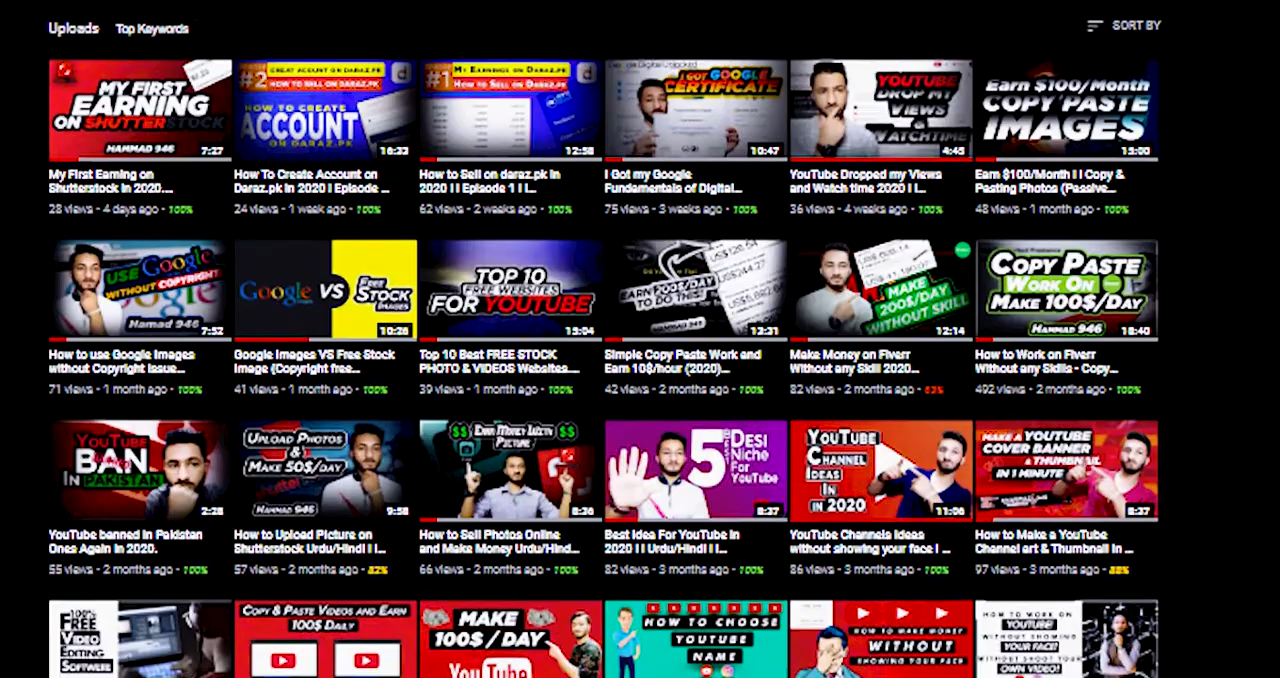 Uploads Top Keywords SORT BY
MY FIRST
EARNING
ON SHUTTERSTOCK
HAMMAD 946
7:27
#2
HOW TO SELL ON DARAZ.PK
HOW TO CREATE
ACCOUNT
ON DARAZ.PK
16:33
#1 MY EARNING ON DARAZ.PK
HOW TO SELL ON DARAZ.PK
12:58
I GOT GOOGLE
CERTIFICATE
10:47
YOUTUBE
DROP MY
VIEWS
&
WATCHTIME
4:45
EARN $100/MONTH
COPY PASTE
IMAGES
13:00
My First Earning on
Shutterstock in 2020....
28 views - 4 days ago - 100%
How To Create Account on
Daraz.pk in 2020 I Episode ...
24 views - 1 week ago - 100%
How to Sell on daraz.pk in
2020 I I Episode 1 I I...
62 views - 2 weeks ago - 100%
I Got my Google
Fundamentals of Digital...
75 views - 3 weeks ago - 100%
YouTube Dropped my Views
and Watch time 2020 I I...
36 views - 4 weeks ago - 100%
Earn $100/Month I I Copy &
Pasting Photos (Passive...
48 views - 1 month ago - 100%
USE Google
WITHOUT COPYRIGHT
Hamad 946
7:52
Google VS FREE
STOCK
IMAGES
10:26
TOP 10
FREE WEBSITES
FOR YOUTUBE
13:04
EARN 200$/DAY
TO DO THIS
12:31
MAKE
200$/DAY
WITHOUT SKILL
12:14
COPY PASTE
WORK ON
MAKE 100$/DAY
HAMMAD 946
18:40
How to use Google Images
without Copyright Issue...
71 views - 1 month ago - 100%
Google Images VS Free Stock
Image (Copyright free...
41 views - 1 month ago - 100%
Top 10 Best FREE STOCK
PHOTO & VIDEOS Websites....
39 views - 1 month ago - 100%
Simple Copy Paste Work and
Earn 10$/hour (2020)...
42 views - 2 months ago - 100%
Make Money on Fiverr
Without any Skill 2020...
82 views - 2 months ago
How to Work on Fiverr
Without any Skills - Copy...
492 views - 2 months ago - 100%
YOUTUBE
BAN
IN PAKISTAN
2:28
UPLOAD PHOTOS
&
MAKE 50$/DAY
HAMMAD 946
9:58
$$ EARN MONEY WITH $$
PICTURE
8:36
5 DESI
NICHE
FOR
YOUTUBE
8:37
YOUTUBE
CHANNEL
IDEAS
IN
IN 2020
11:06
MAKE A YOUTUBE
COVER BANNER
& THUMBNAIL
IN 1 MINUTE
8:37
YouTube banned in Pakistan
Ones Again in 2020.
55 views - 2 months ago - 100%
How to Upload Picture on
Shutterstock Urdu/Hindi I I...
57 views - 2 months ago - 82%
How to Sell Photos Online
and Make Money Urdu/Hind...
66 views - 2 months ago - 100%
Best Idea For YouTube in
2020 I I Urdu/Hindi I I...
82 views - 3 months ago - 100%
YouTube Channels Ideas
without showing your face I ...
86 views - 3 months ago - 100%
How to Make a YouTube
Channel art & Thumbnail in ...
97 views - 3 months ago
100%
FREE
VIDEO
EDITING
SOFTWARE
COPY & PASTE VIDEOS AND EARN
100$ DAILY
MAKE
100$ / DAY
YouTube
HOW TO CHOOSE
YOUTUBE
NAME
HOW TO MAKE MONEY
WITHOUT
SHOWING YOUR FACE
HOW TO WORK ON
YOUTUBE
WITHOUT SHOWING
YOUR FACE!
WITHOUT SHOOT YOUR
OWN VIDEO!